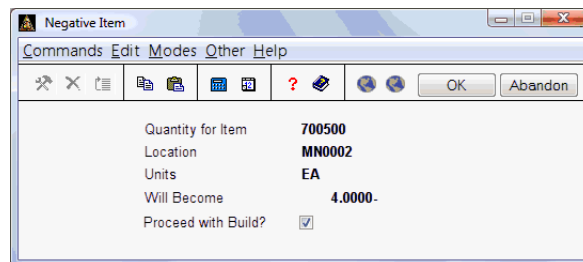 Negative Item
Commands Edit Modes Other Help
? OK Abandon
Quantity for Item 700500
Location MN0002
Units EA
Will Become 4.0000-
Proceed with Build?